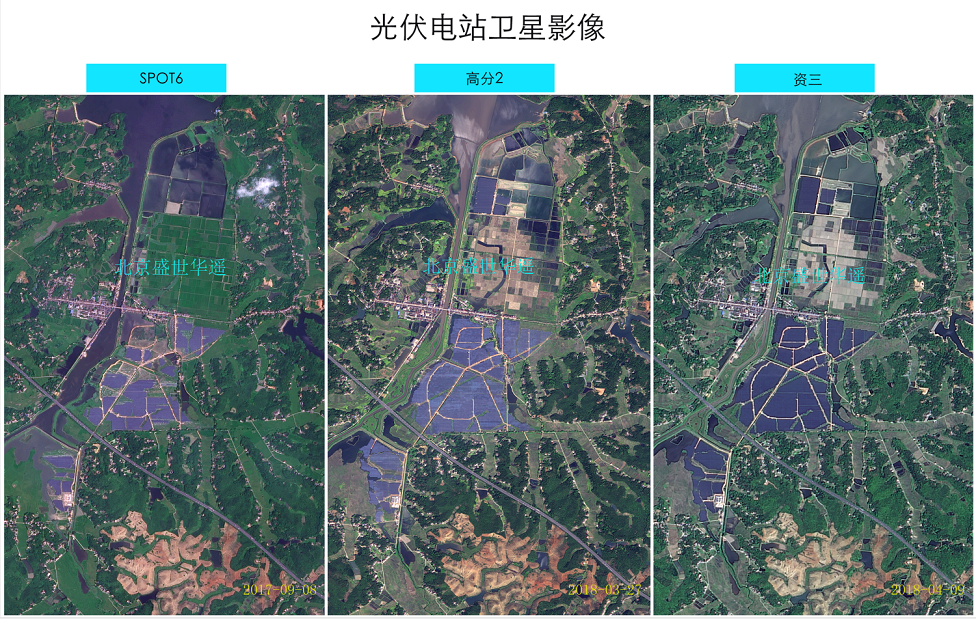 光伏电站卫星影像
SPOT6
高分2
资三
北京盛世华遥
北京盛世华遥
北京盛世华遥
2017-09-08
2018-03-27
2018-04-09